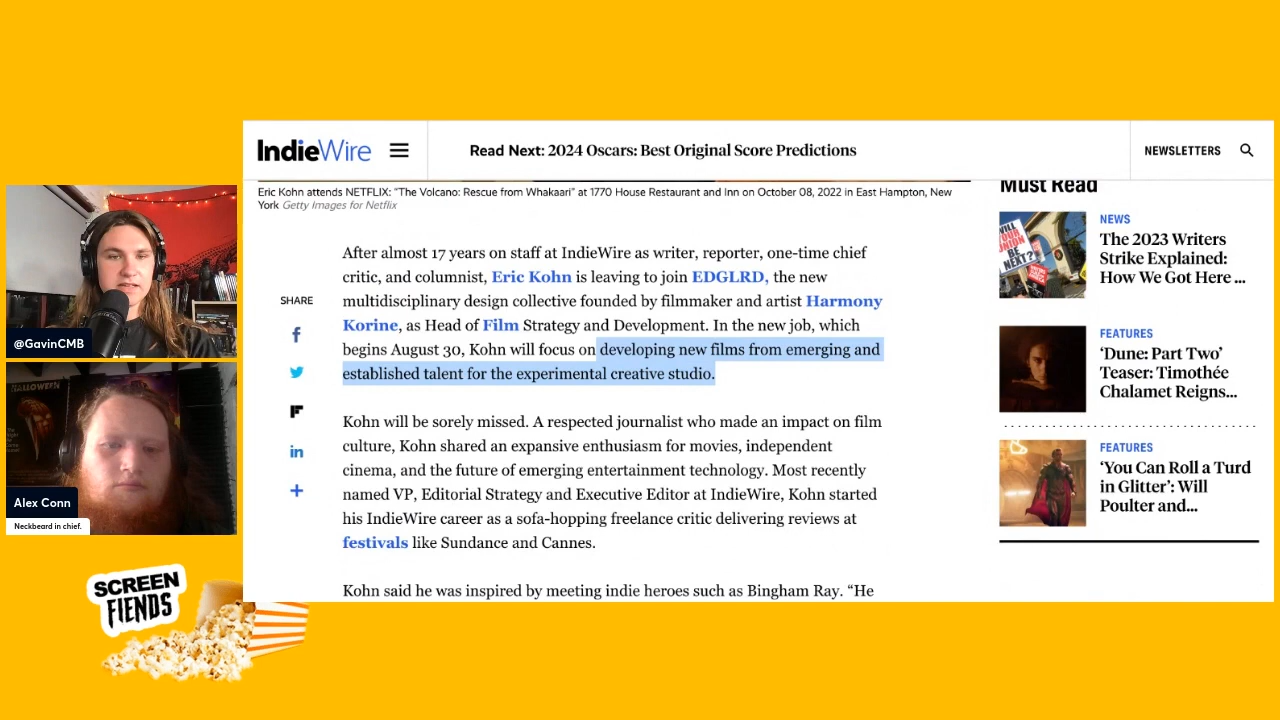 IndieWire
Read Next: 2024 Oscars: Best Original Score Predictions
NEWSLETTERS
Eric Kohn attends NETFLIX: "The Volcano: Rescue from Whakaari" at 1770 House Restaurant and Inn on October 08, 2022 in East Hampton, New
York Getty Images for Netflix
After almost 17 years on staff at IndieWire as writer, reporter, one-time chief
critic, and columnist, Eric Kohn is leaving to join EDGLRD, the new
multidisciplinary design collective founded by filmmaker and artist Harmony
Korine, as Head of Film Strategy and Development. In the new job, which
begins August 30, Kohn will focus on developing new films from emerging and
established talent for the experimental creative studio.
Kohn will be sorely missed. A respected journalist who made an impact on film
culture, Kohn shared an expansive enthusiasm for movies, independent
cinema, and the future of emerging entertainment technology. Most recently
named VP, Editorial Strategy and Executive Editor at IndieWire, Kohn started
his IndieWire career as a sofa-hopping freelance critic delivering reviews at
festivals like Sundance and Cannes.
Kohn said he was inspired by meeting indie heroes such as Bingham Ray. “He
SHARE
Must Read
NEWS
The 2023 Writers
Strike Explained:
How We Got Here ...
WILL
YOUR
UNION
BE
NEXT?
FEATURES
‘Dune: Part Two’
Teaser: Timothée
Chalamet Reigns...
FEATURES
‘You Can Roll a Turd
in Glitter’: Will
Poulter and...
@GavinCMB
HALLOWEEN
Alex Conn
Neckbeard in chief.
SCREEN
FIENDS